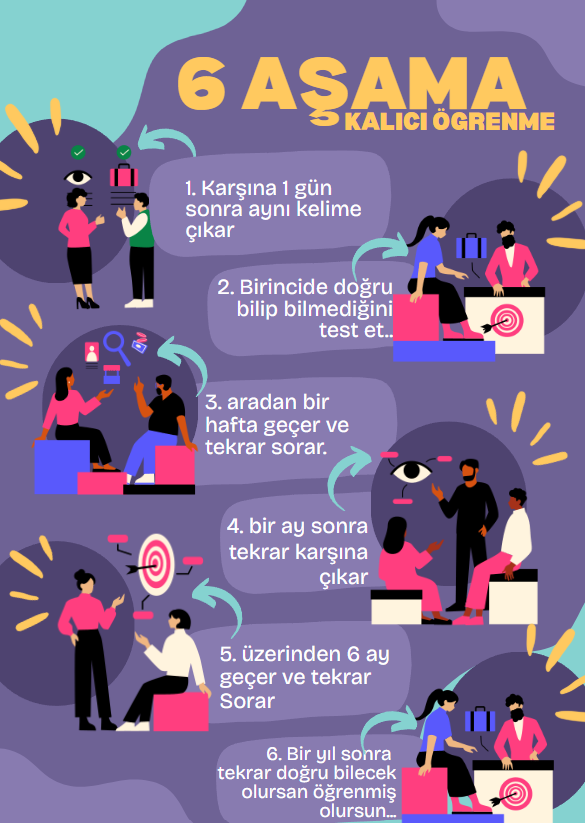 6 AŞAMA
KALICI ÖGRENME
1. Karşına 1 gün
sonra aynı kelime
çıkar
2. Birincide doğru
bilip bilmediğini
test et..
3. aradan bir
hafta geçer ve
tekrar sorar.
4. bir ay sonra
tekrar karşına
çıkar
5. üzerinden 6 ay
geçer ve tekrar
Sorar
6. Bir yıl sonra
tekrar doğru bilecek
olursan öğrenmiş
olursun...